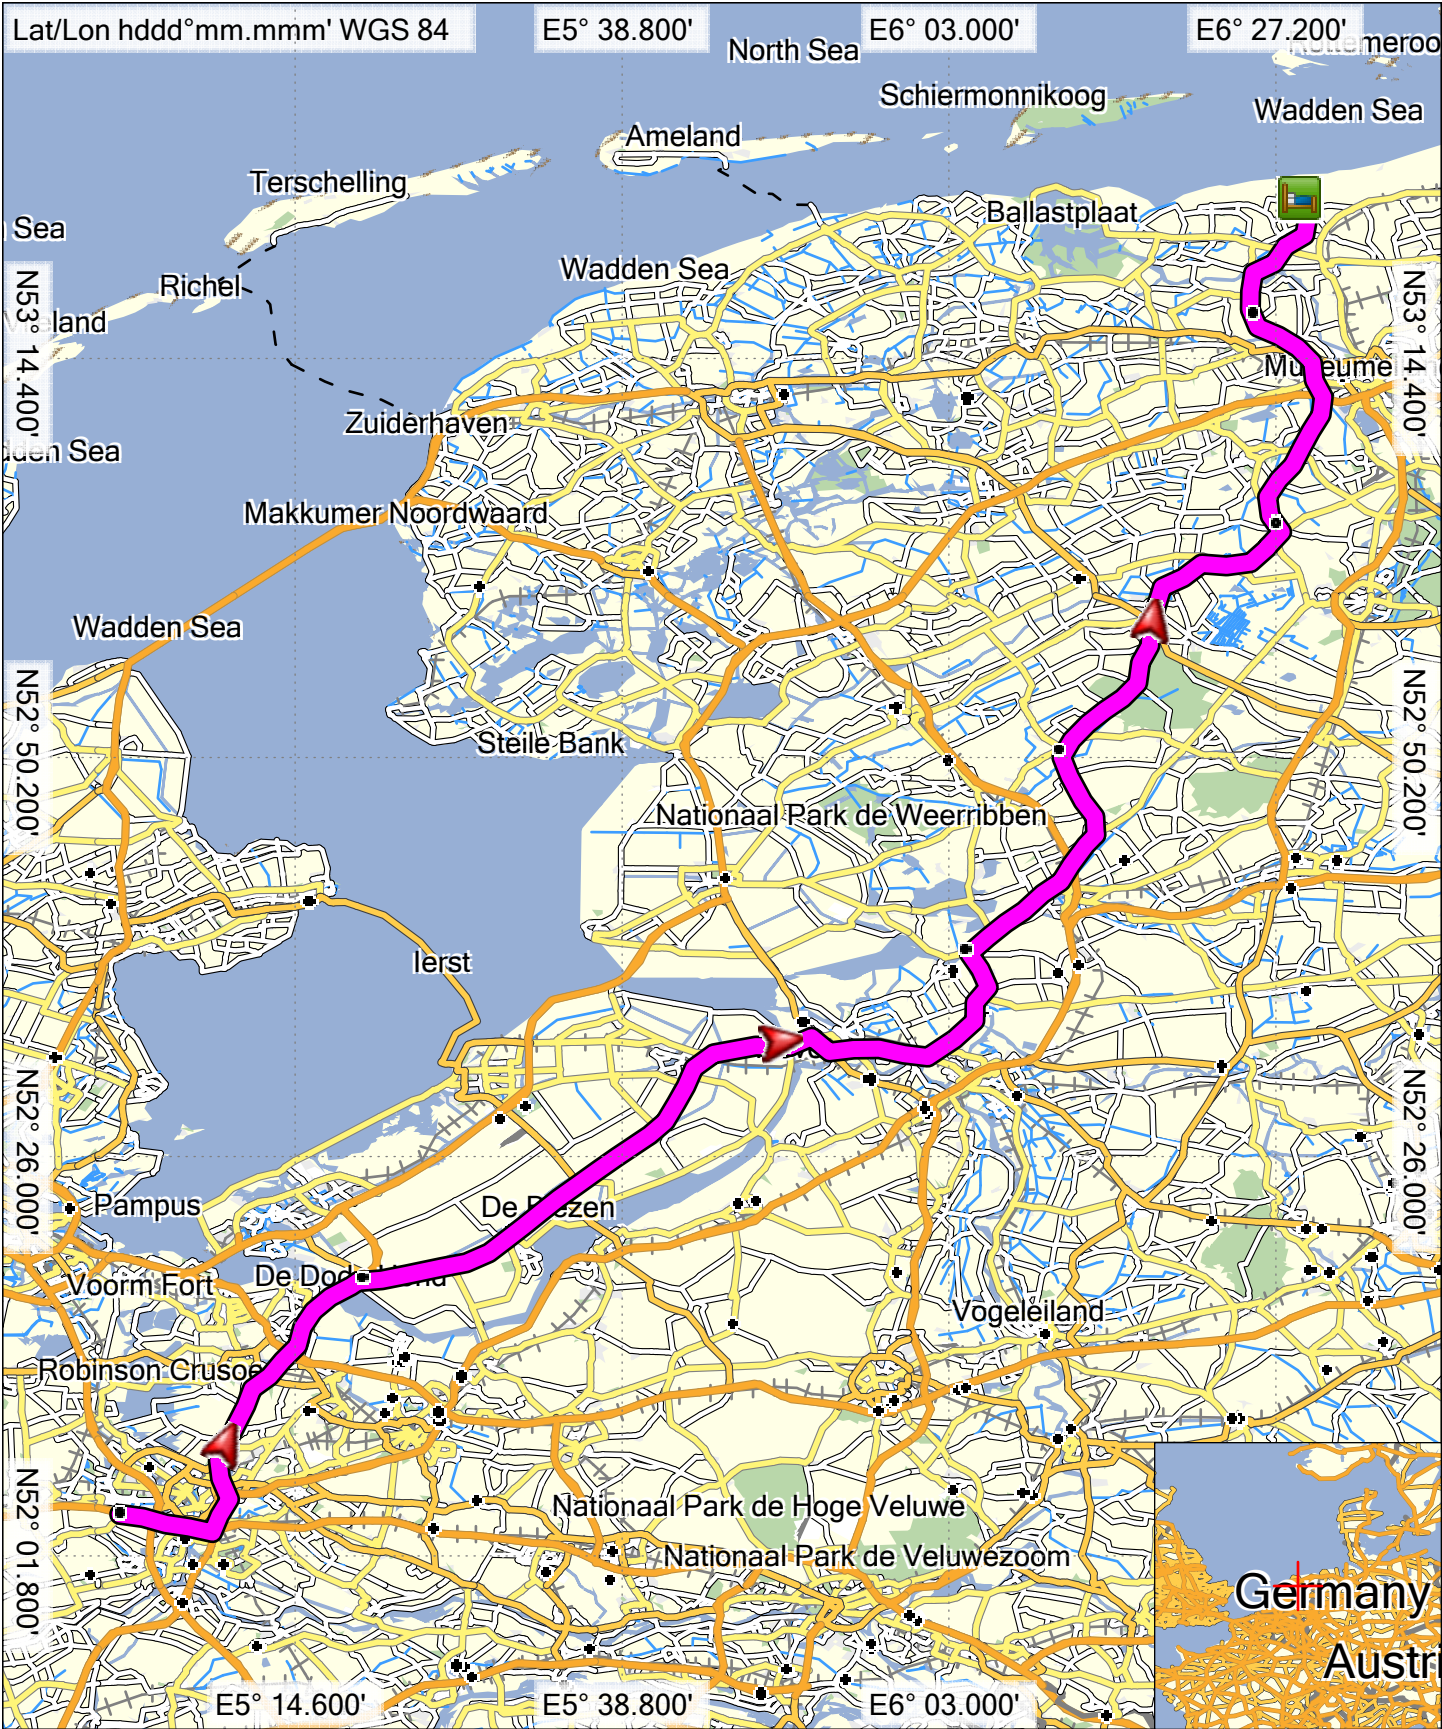 Lat/Lon hddd°mm.mmm' WGS 84
E5° 38.800'
E6° 03.000'
E6° 27.200'
North Sea
Schiermonnikoog
Wadden Sea
Ameland
Terschelling
Ballastplaat
Sea
Wadden Sea
Richel
N53° 14.400'
N53° 14.400'
Zuiderhaven
Sea
Makkumer Noordwaard
Wadden Sea
N52° 50.200'
N52° 50.200'
Steile Bank
Nationaal Park de Weerribben
Ierst
N52° 26.000'
N52° 26.000'
Pampus
De
Voorm Fort
Vogeleiland
Robinson Crusoe
N52° 01.800'
Nationaal Park de Hoge Veluwe
Nationaal Park de Veluwezoom
Germany
Austri
E5° 14.600'
E5° 38.800'
E6° 03.000'